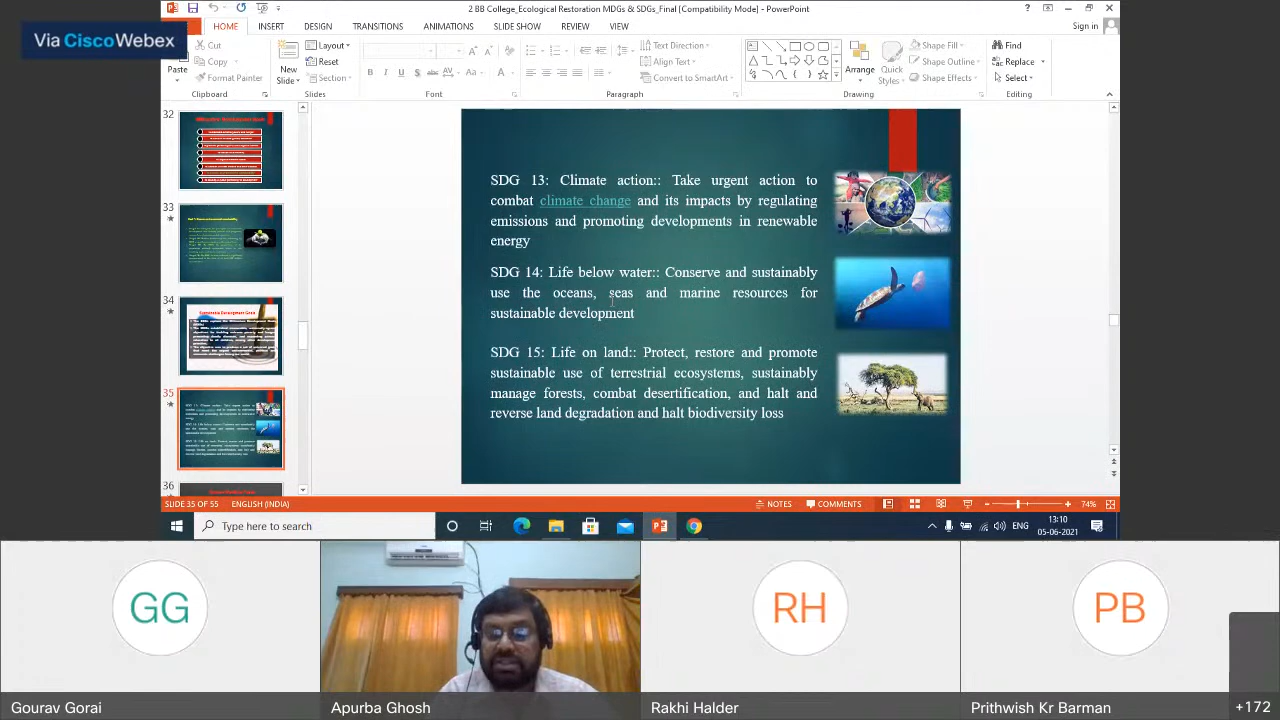 2 BB College_Ecological Restoration MDGs & SDGs_Final [Compatibility Mode] - PowerPoint
Via CiscoWebex
HOME INSERT DESIGN TRANSITIONS ANIMATIONS SLIDE SHOW REVIEW VIEW Sign in
Paste
Cut
Copy
Format Painter
Clipboard
New Slide
Layout
Reset
Section
Slides
Font
Text Direction
Align Text
Convert to SmartArt
Paragraph
Arrange
Quick Styles
Shape Fill
Shape Outline
Shape Effects
Drawing
Find
Replace
Select
Editing
32
33
34
Sustainable Development Goals
35
36
SDG 13: Climate action:: Take urgent action to
combat climate change and its impacts by regulating
emissions and promoting developments in renewable
energy
SDG 14: Life below water:: Conserve and sustainably
use the oceans, seas and marine resources for
sustainable development
SDG 15: Life on land:: Protect, restore and promote
sustainable use of terrestrial ecosystems, sustainably
manage forests, combat desertification, and halt and
reverse land degradation and halt biodiversity loss
SLIDE 35 OF 55 ENGLISH (INDIA) NOTES COMMENTS 74%
Type here to search
ENG
13:10
05-06-2021
GG
RH
PB
Gourav Gorai
Apurba Ghosh
Rakhi Halder
Prithwish Kr Barman
+172